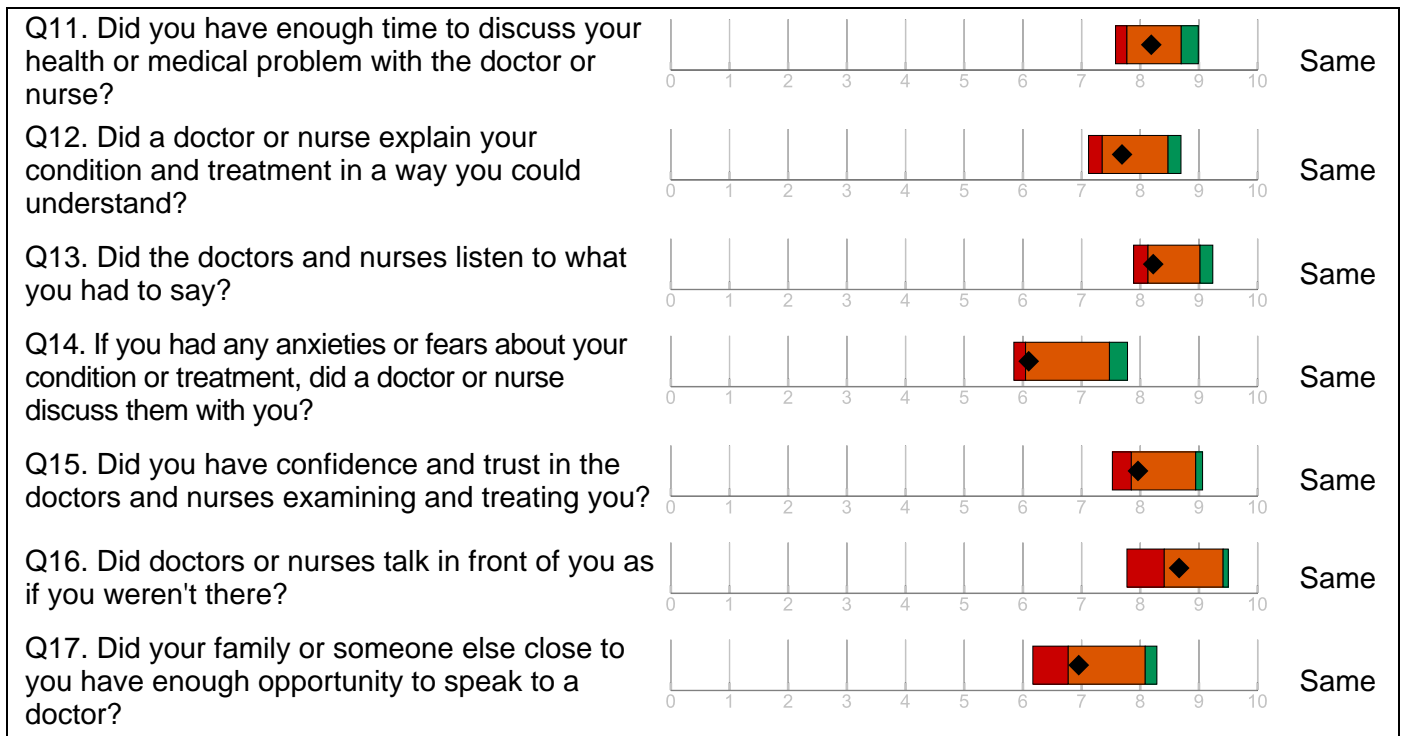 Q11. Did you have enough time to discuss your
health or medical problem with the doctor or
nurse?
0 1 2 3 4 5 6 7 8 9 10
Same
Q12. Did a doctor or nurse explain your
condition and treatment in a way you could
understand?
0 1 2 3 4 5 6 7 8 9 10
Same
Q13. Did the doctors and nurses listen to what
you had to say?
0 1 2 3 4 5 6 7 8 9 10
Same
Q14. If you had any anxieties or fears about your
condition or treatment, did a doctor or nurse
discuss them with you?
0 1 2 3 4 5 6 7 8 9 10
Same
Q15. Did you have confidence and trust in the
doctors and nurses examining and treating you?
0 1 2 3 4 5 6 7 8 9 10
Same
Q16. Did doctors or nurses talk in front of you as
if you weren't there?
0 1 2 3 4 5 6 7 8 9 10
Same
Q17. Did your family or someone else close to
you have enough opportunity to speak to a
doctor?
0 1 2 3 4 5 6 7 8 9 10
Same